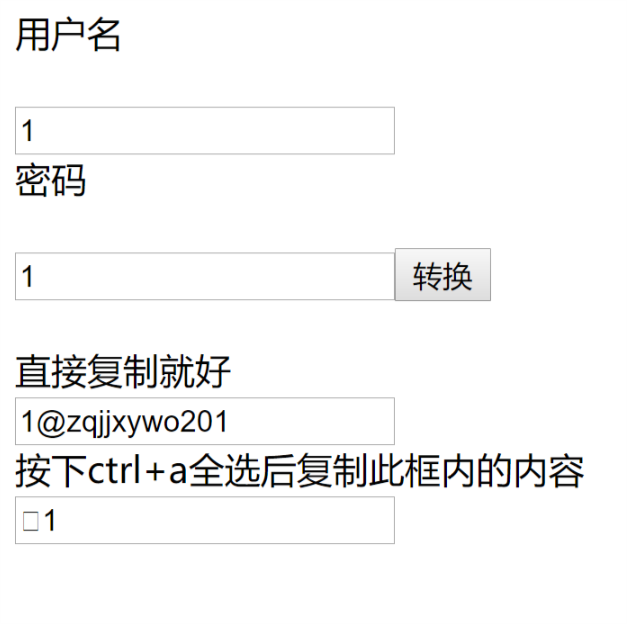 用户名
1
密码
1
转换
直接复制就好
1@zqjjxywo201
按下ctrl+a全选后复制此框内的内容
□1